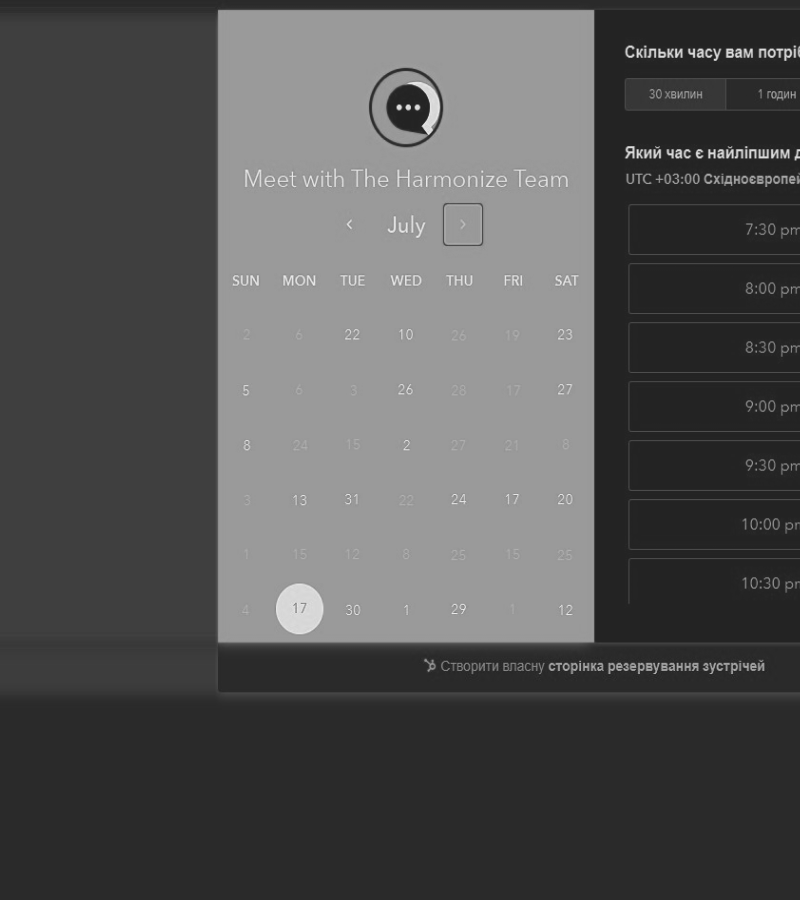 Meet with The Harmonize Team
July
SUN MON TUE WED THU FRI SAT
2 6 22 10 26 19 23
5 6 3 26 28 17 27
8 24 15 2 27 21 8
3 13 31 22 24 17 20
1 15 12 8 25 15 25
4 17 30 1 29 1 12
Скільки часу вам потріб
30 хвилин 1 годин
Який час є найліпшим д
UTC +03:00 Східноєвропей
7:30 pm
8:00 pm
8:30 pm
9:00 pm
9:30 pm
10:00 pm
10:30 pm
Створити власну сторінка резервування зустрічей